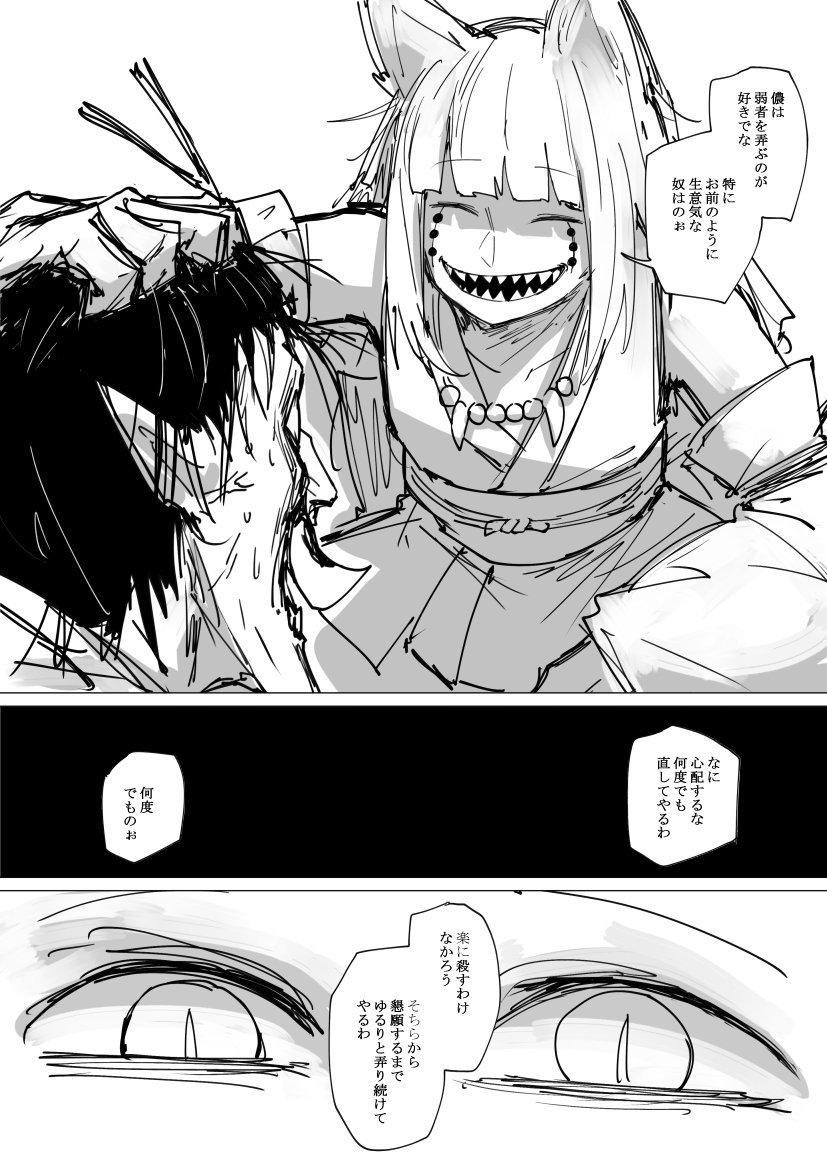 儂は
弱者を弄ぶのが
好きでな
特に
お前のように
生意気な
奴はのぉ
なに
心配するな
何度でも
直してやるわ
何度
でものぉ
楽に殺すわけ
なかろう
そちらから
懇願するまで
ゆるりと弄り続けて
やるわ